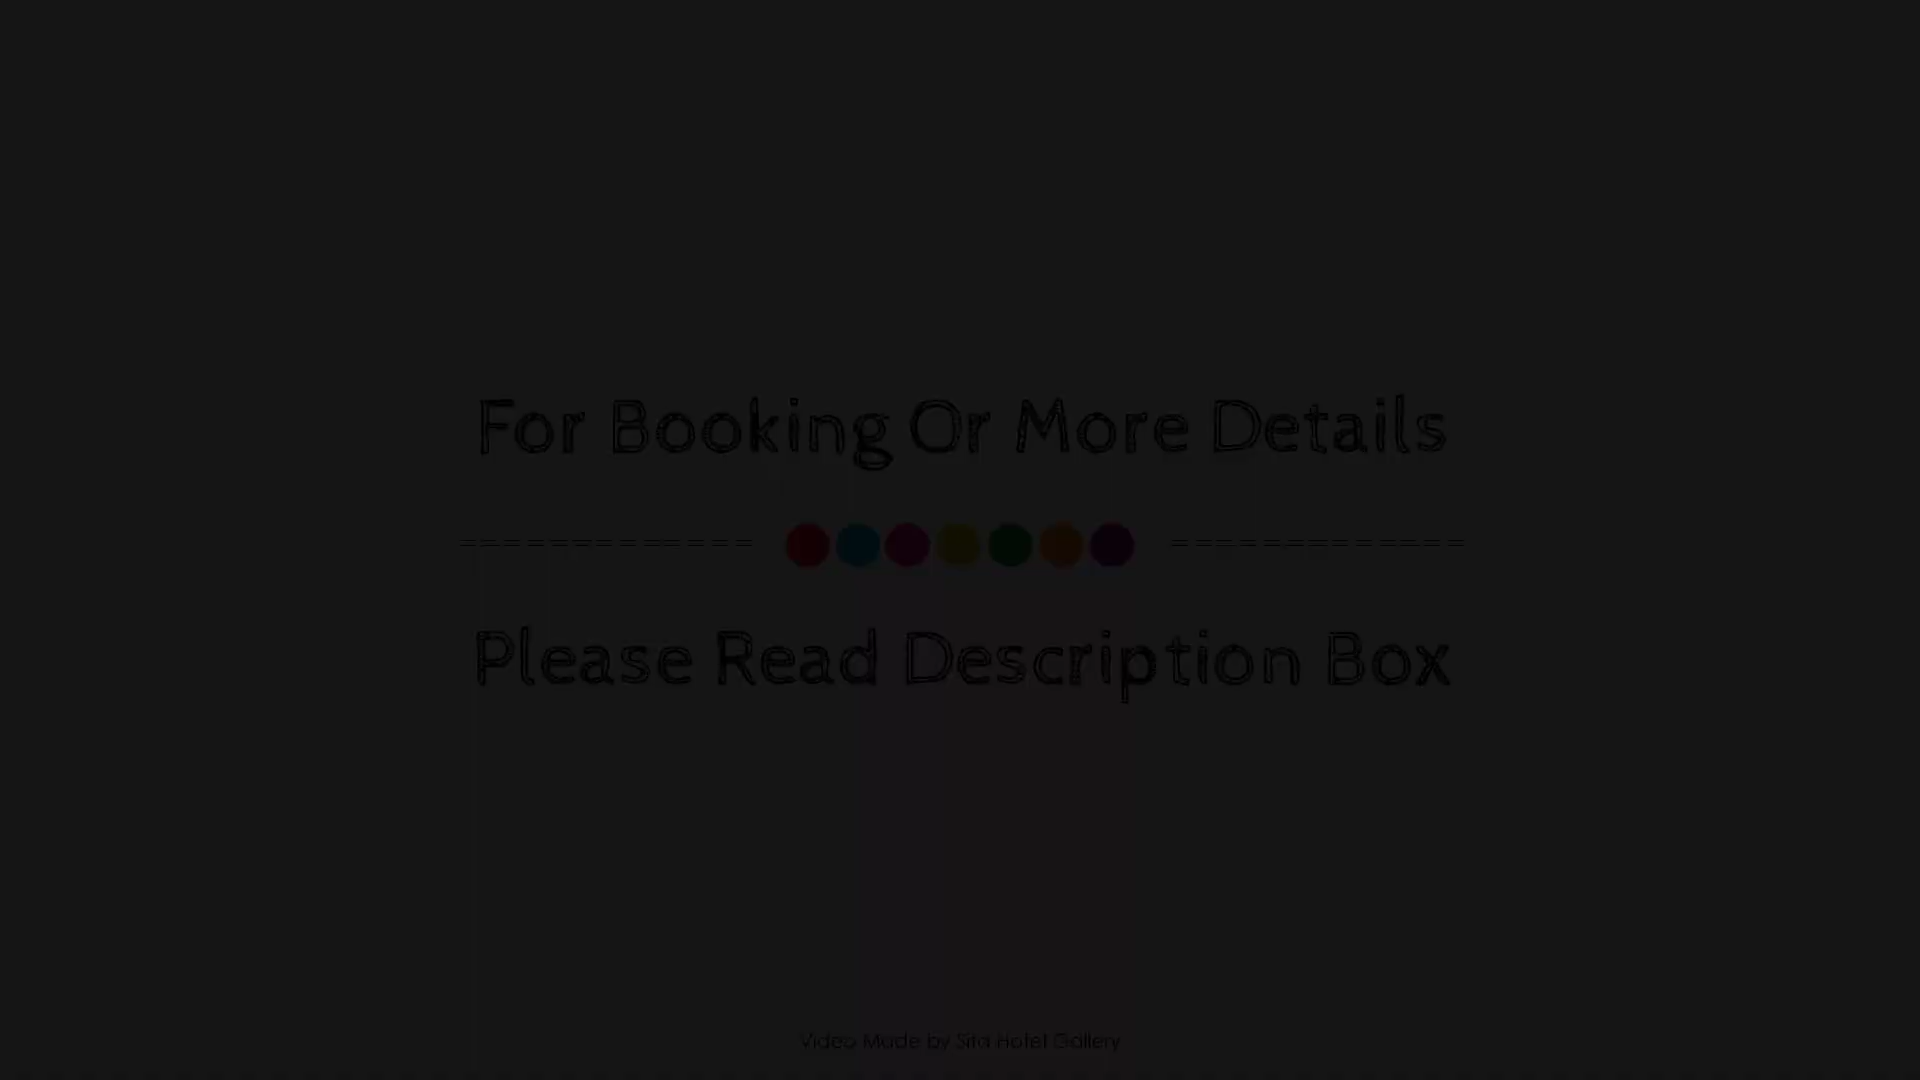 For Booking Or More Details
============= =============
Please Read Description Box
Video Made by Sita Hotel Gallery